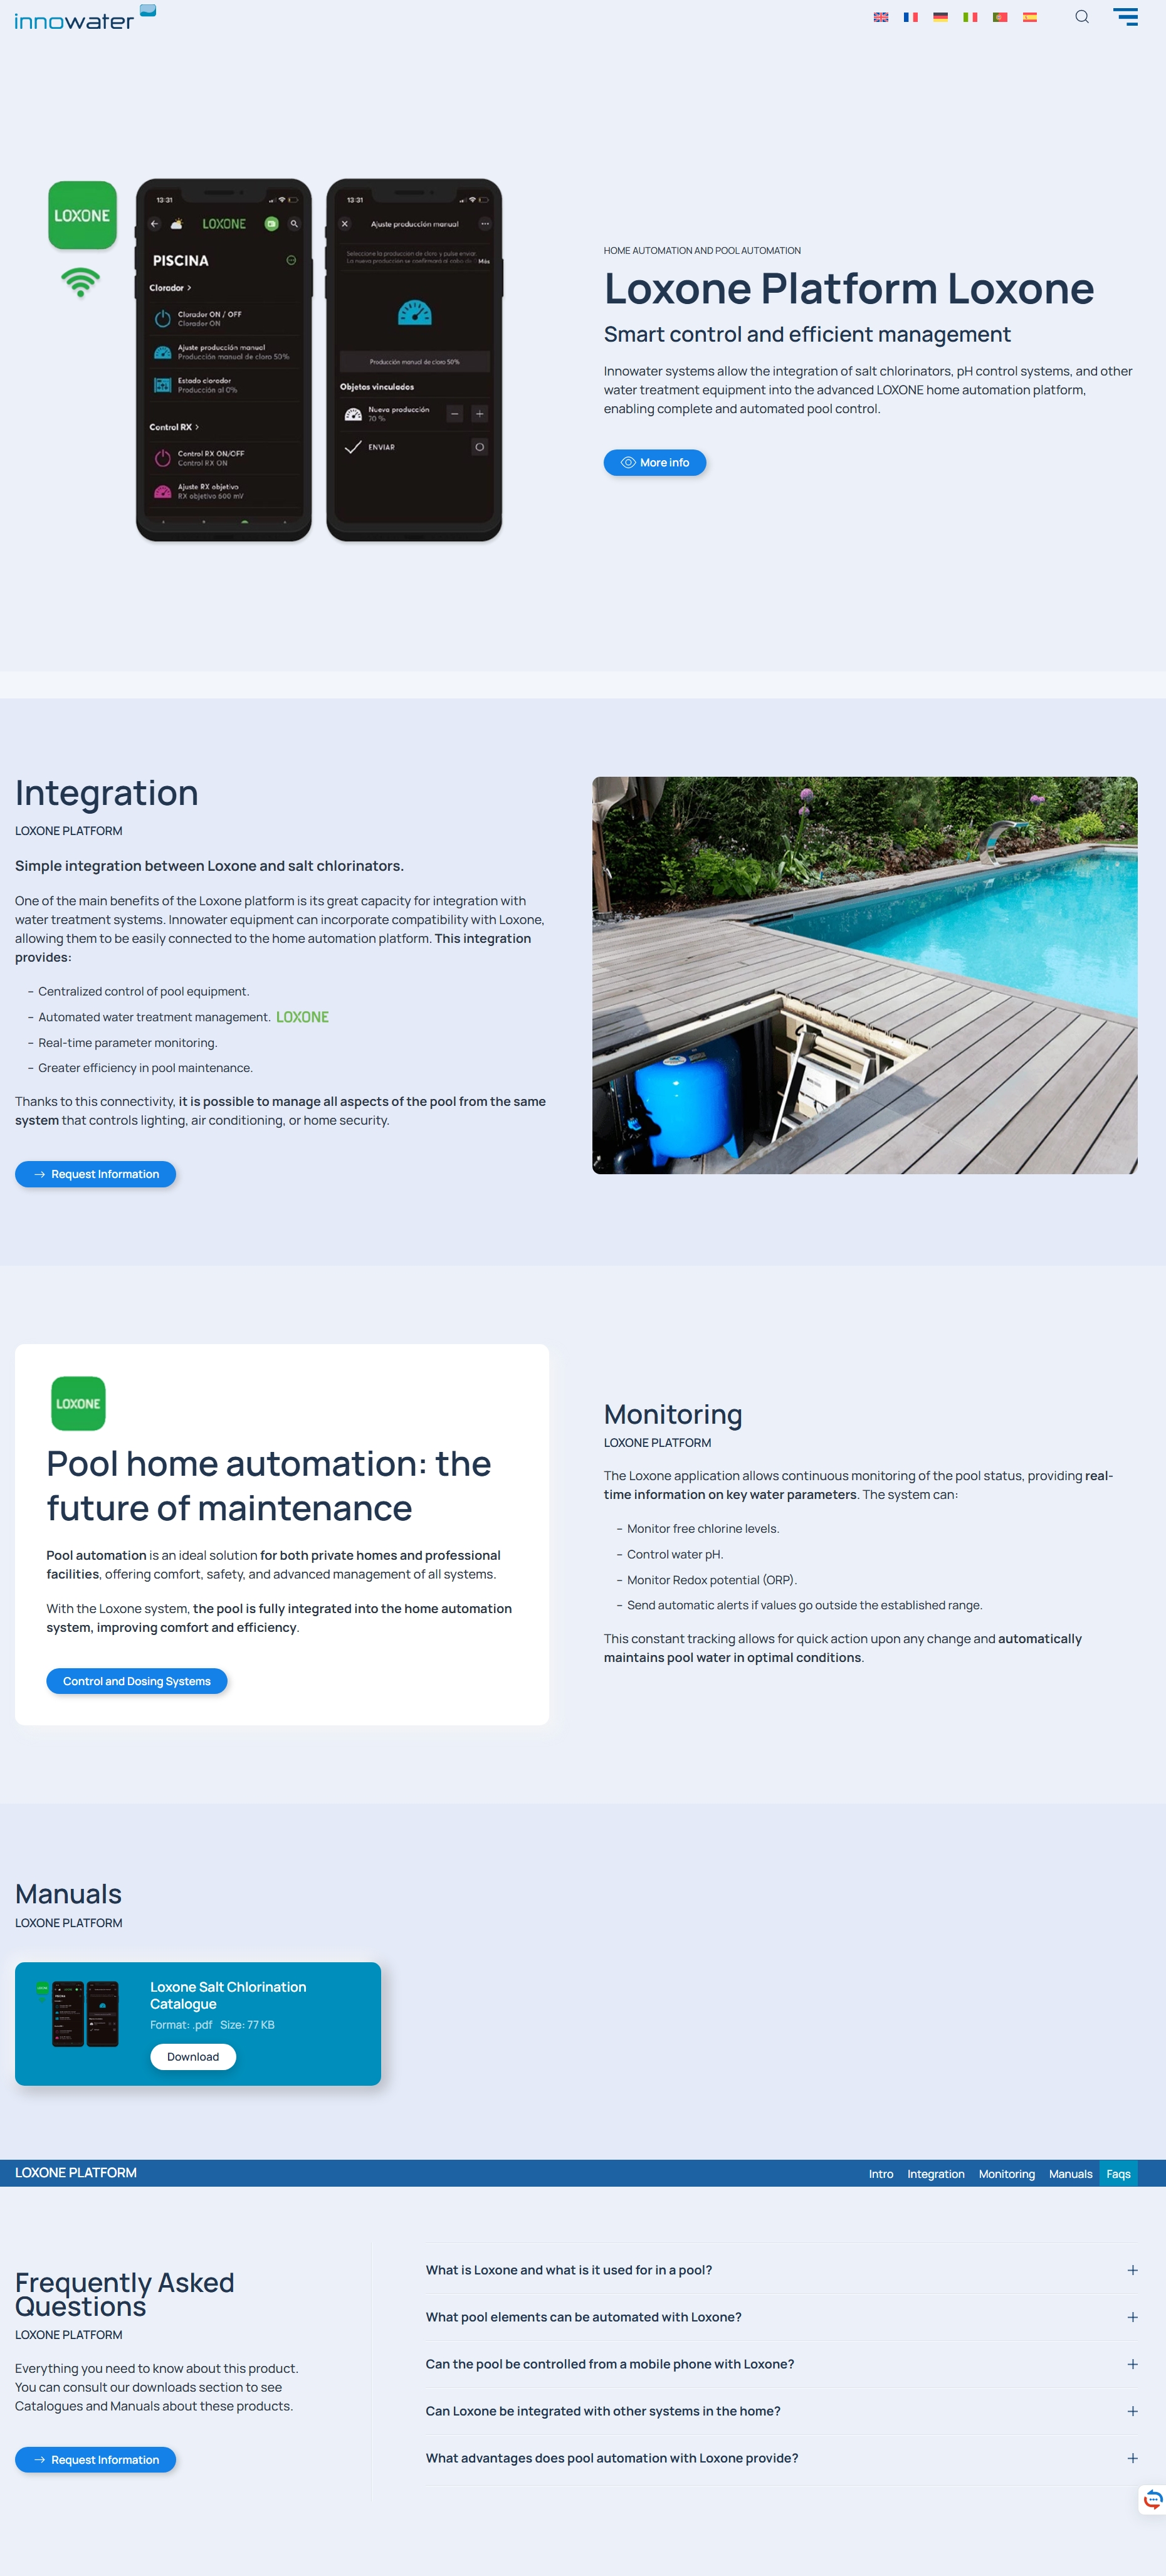 innowater
LOXONE
13:31
LOXONE
PISCINA
Clorador >
Clorador ON / OFF
Clorador ON
Ajuste producción manual
Producción manual de cloro 50%
Estado clorador
Producción al 0%
Control RX >
Control RX ON/OFF
Control RX ON
Ajuste RX objetivo
RX objetivo 600 mV
13:31
Ajuste producción manual
Seleccione la producción de cloro y pulse enviar.
Más
Producción manual de cloro 50%
Objetos vinculados
Nueva producción
70 %
ENVIAR
HOME AUTOMATION AND POOL AUTOMATION
Loxone Platform Loxone
Smart control and efficient management
Innowater systems allow the integration of salt chlorinators, pH control systems, and other
water treatment equipment into the advanced LOXONE home automation platform,
enabling complete and automated pool control.
More info
Integration
LOXONE PLATFORM
Simple integration between Loxone and salt chlorinators.
One of the main benefits of the Loxone platform is its great capacity for integration with
water treatment systems. Innowater equipment can incorporate compatibility with Loxone,
allowing them to be easily connected to the home automation platform. This integration
provides:
– Centralized control of pool equipment.
– Automated water treatment management. LOXONE
– Real-time parameter monitoring.
– Greater efficiency in pool maintenance.
Thanks to this connectivity, it is possible to manage all aspects of the pool from the same
system that controls lighting, air conditioning, or home security.
Request Information
LOXONE
Pool home automation: the
future of maintenance
Pool automation is an ideal solution for both private homes and professional
facilities, offering comfort, safety, and advanced management of all systems.
With the Loxone system, the pool is fully integrated into the home automation
system, improving comfort and efficiency.
Control and Dosing Systems
Monitoring
LOXONE PLATFORM
The Loxone application allows continuous monitoring of the pool status, providing real-
time information on key water parameters. The system can:
– Monitor free chlorine levels.
– Control water pH.
– Monitor Redox potential (ORP).
– Send automatic alerts if values go outside the established range.
This constant tracking allows for quick action upon any change and automatically
maintains pool water in optimal conditions.
Manuals
LOXONE PLATFORM
Loxone Salt Chlorination
Catalogue
Format: .pdf Size: 77 KB
Download
LOXONE PLATFORM
Intro Integration Monitoring Manuals Faqs
Frequently Asked
Questions
LOXONE PLATFORM
Everything you need to know about this product.
You can consult our downloads section to see
Catalogues and Manuals about these products.
Request Information
What is Loxone and what is it used for in a pool?
What pool elements can be automated with Loxone?
Can the pool be controlled from a mobile phone with Loxone?
Can Loxone be integrated with other systems in the home?
What advantages does pool automation with Loxone provide?